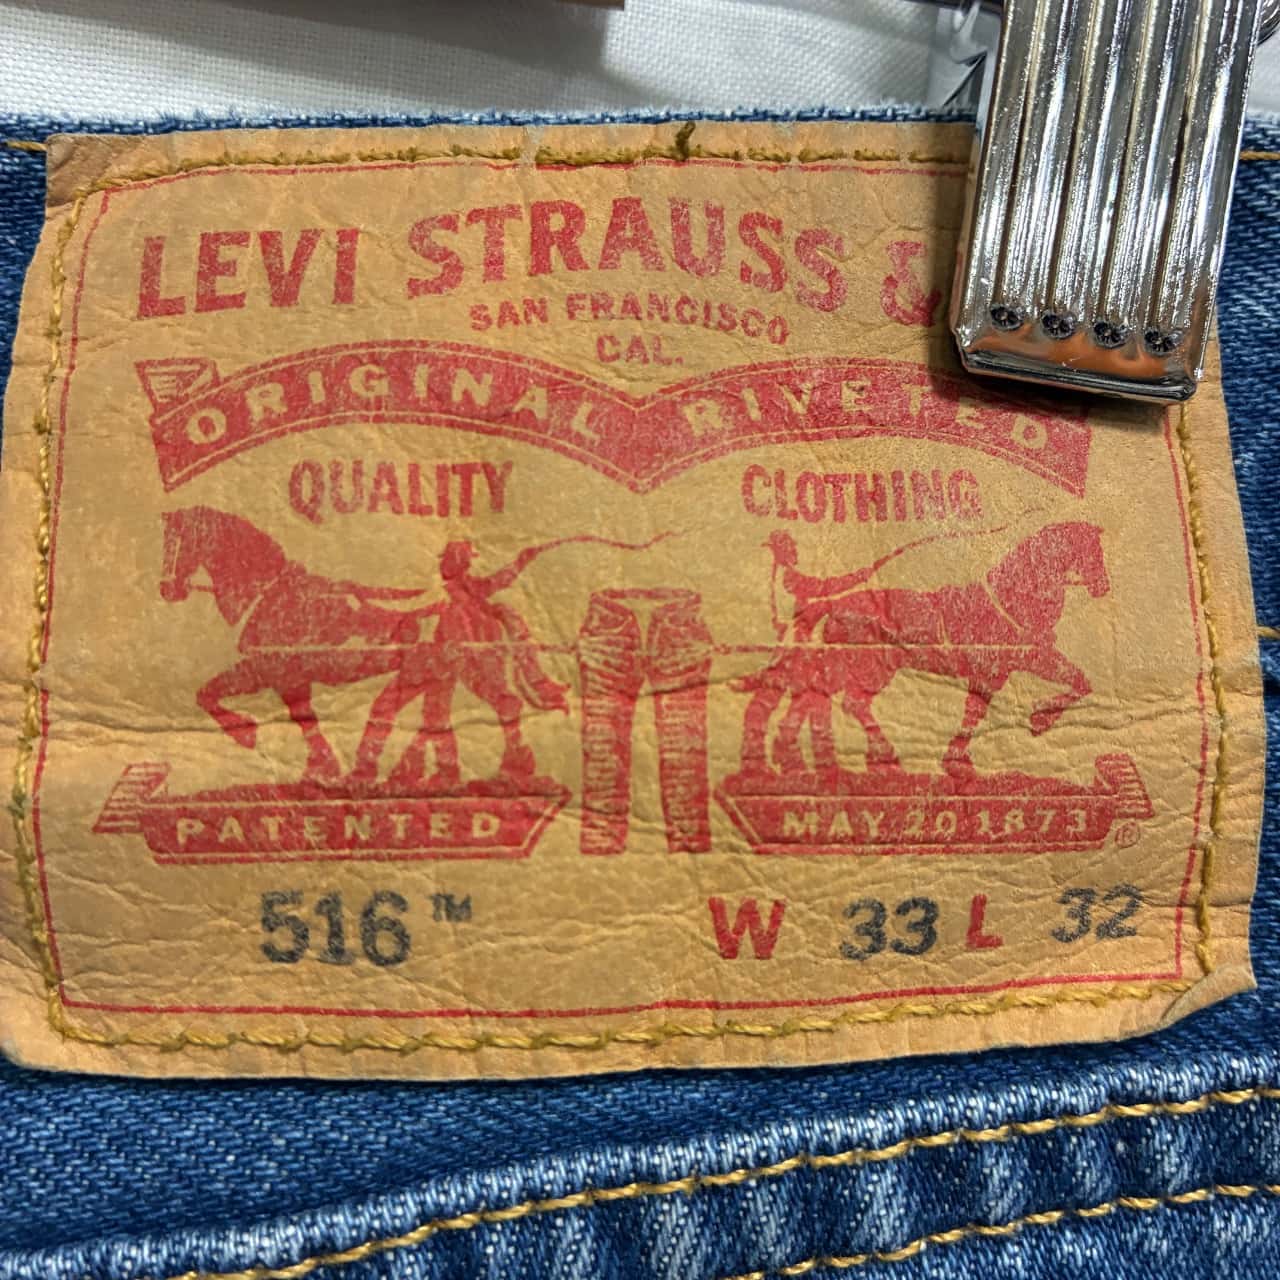 LEVI STRAUSS &
SAN FRANCISCO
CAL.
ORIGINAL RIVETED
QUALITY CLOTHING
PATENTED MAY 20 1873 ®
516™ W 33 L 32